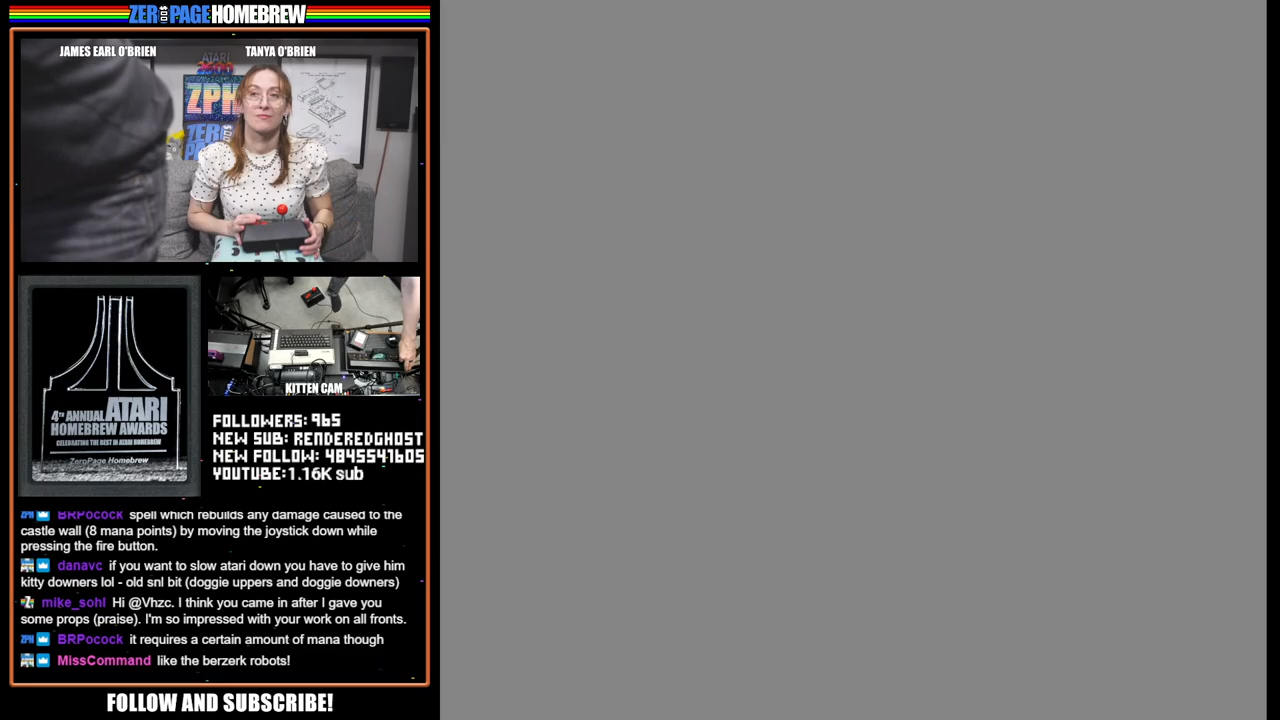 ZEROPAGE HOMEBREW
JAMES EARL O'BRIEN
TANYA O'BRIEN
ATARI
ZPH
ZERO
4TH ANNUAL ATARI
HOMEBREW AWARDS
CELEBRATING THE BEST IN ATARI HOMEBREW
ZeroPage Homebrew
KITTEN CAM
FOLLOWERS: 965
NEW SUB: RENDEREDGHOST
NEW FOLLOW: 4845541605
YOUTUBE:1.16K sub
BRPocock spell which rebuilds any damage caused to the
castle wall (8 mana points) by moving the joystick down while
pressing the fire button.
danavc if you want to slow atari down you have to give him
kitty downers lol - old snl bit (doggie uppers and doggie downers)
mike_sohl Hi @Vhzc. I think you came in after I gave you
some props (praise). I'm so impressed with your work on all fronts.
BRPocock it requires a certain amount of mana though
MissCommand like the berzerk robots!
FOLLOW AND SUBSCRIBE!